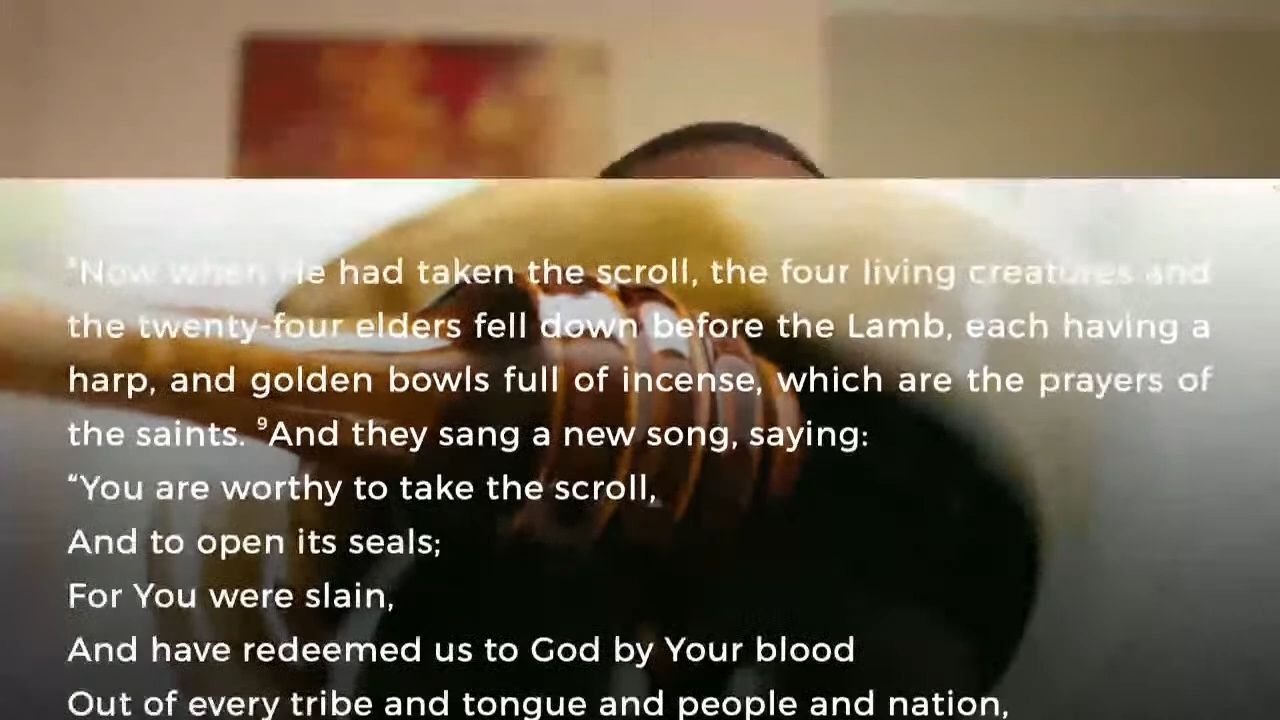 ⁸Now when He had taken the scroll, the four living creatures and
the twenty-four elders fell down before the Lamb, each having a
harp, and golden bowls full of incense, which are the prayers of
the saints. ⁹And they sang a new song, saying:
“You are worthy to take the scroll,
And to open its seals;
For You were slain,
And have redeemed us to God by Your blood
Out of every tribe and tongue and people and nation,